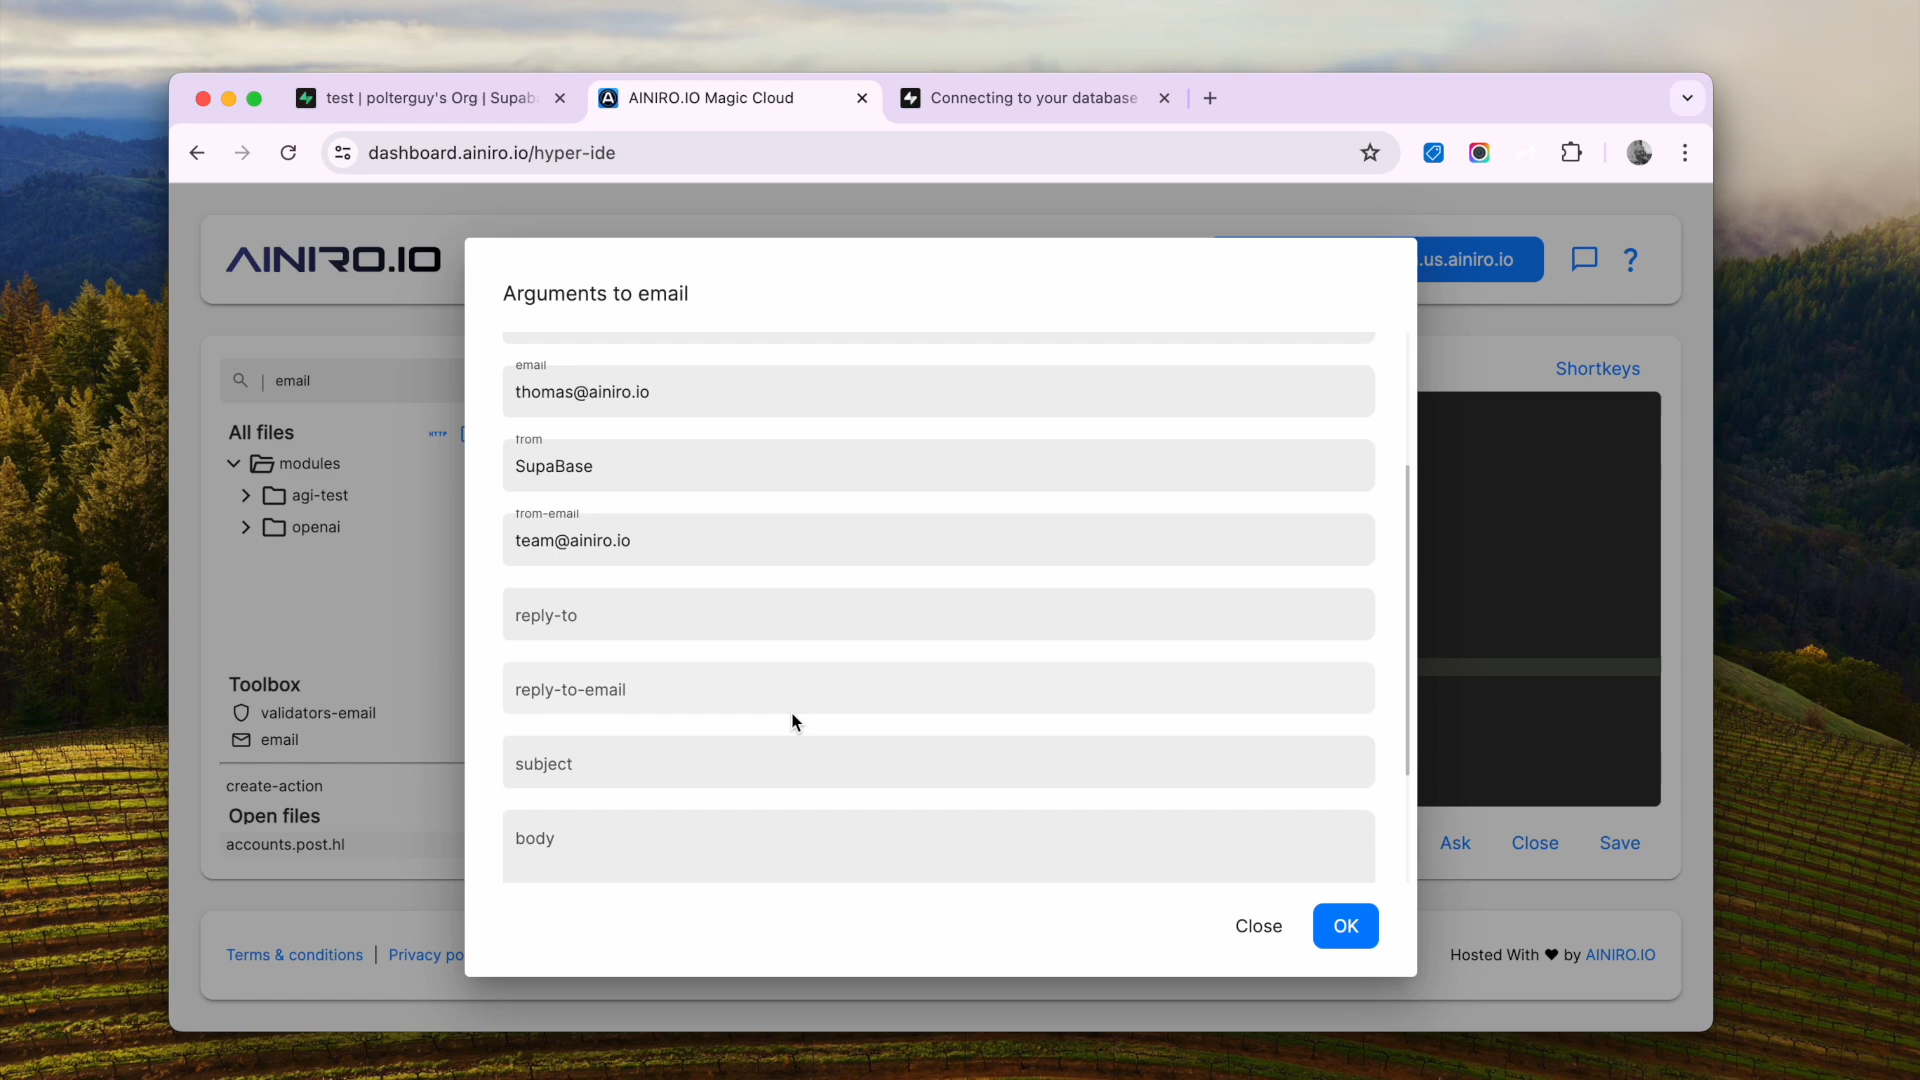 test | polterguy's Org | Supab
AINIRO.IO Magic Cloud
Connecting to your database
dashboard.ainiro.io/hyper-ide
AINIRO.IO
.us.ainiro.io
?
Arguments to email
email
Shortkeys
email
thomas@ainiro.io
from
SupaBase
from-email
team@ainiro.io
reply-to
reply-to-email
subject
body
All files
HTTP
modules
agi-test
openai
Toolbox
validators-email
email
create-action
Open files
accounts.post.hl
Ask
Close
Save
Close
OK
Terms & conditions | Privacy po
Hosted With ❤ by AINIRO.IO